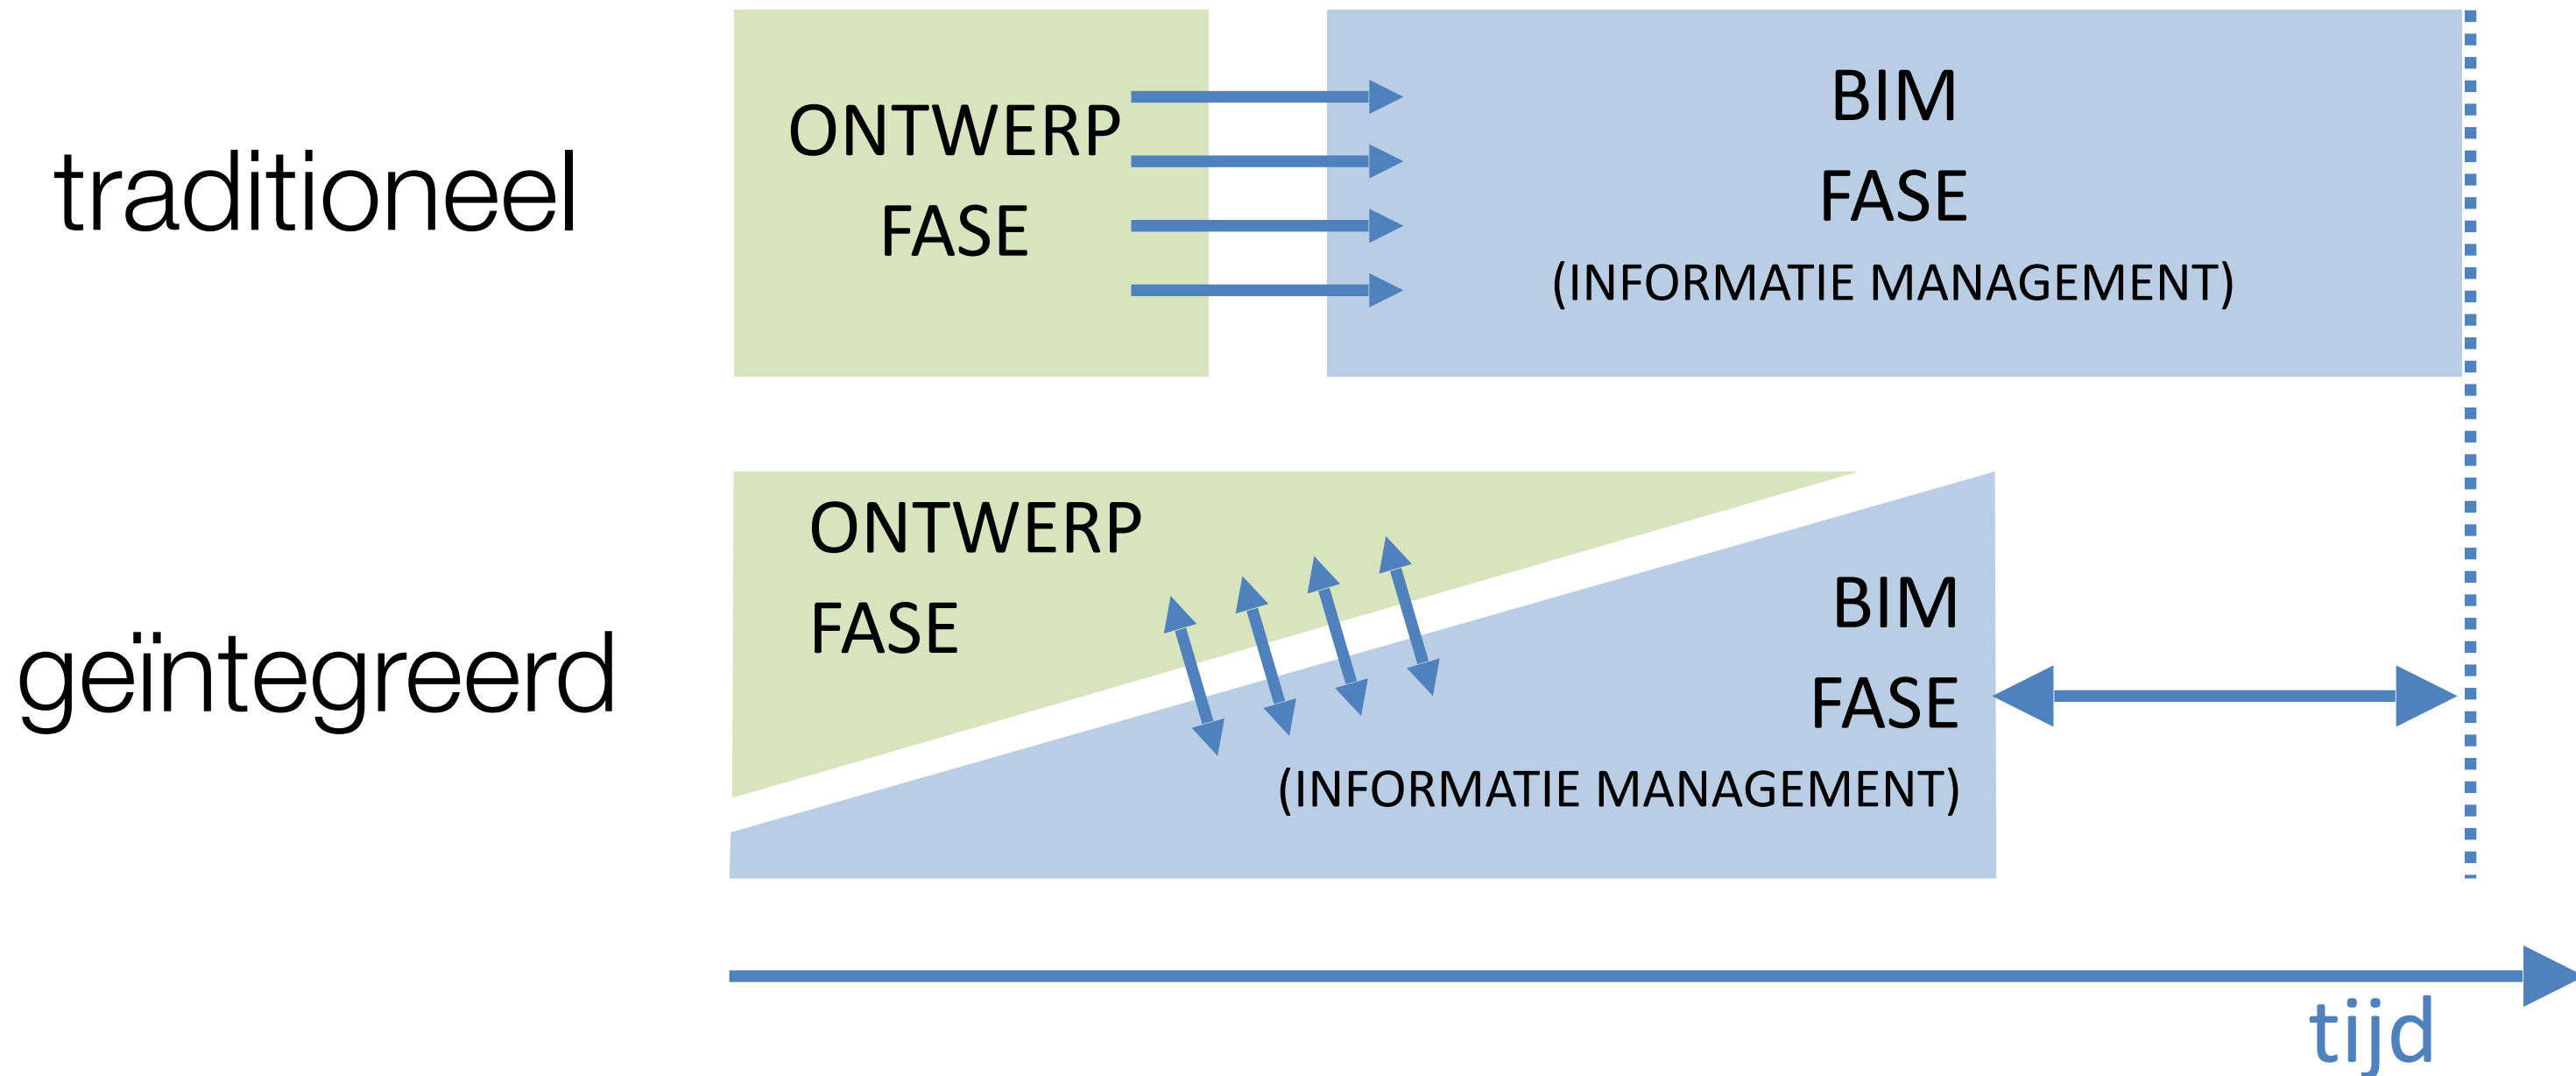 traditioneel
ONTWERP
FASE
BIM
FASE
(INFORMATIE MANAGEMENT)
geïntegreerd
ONTWERP
FASE
BIM
FASE
(INFORMATIE MANAGEMENT)
tijd